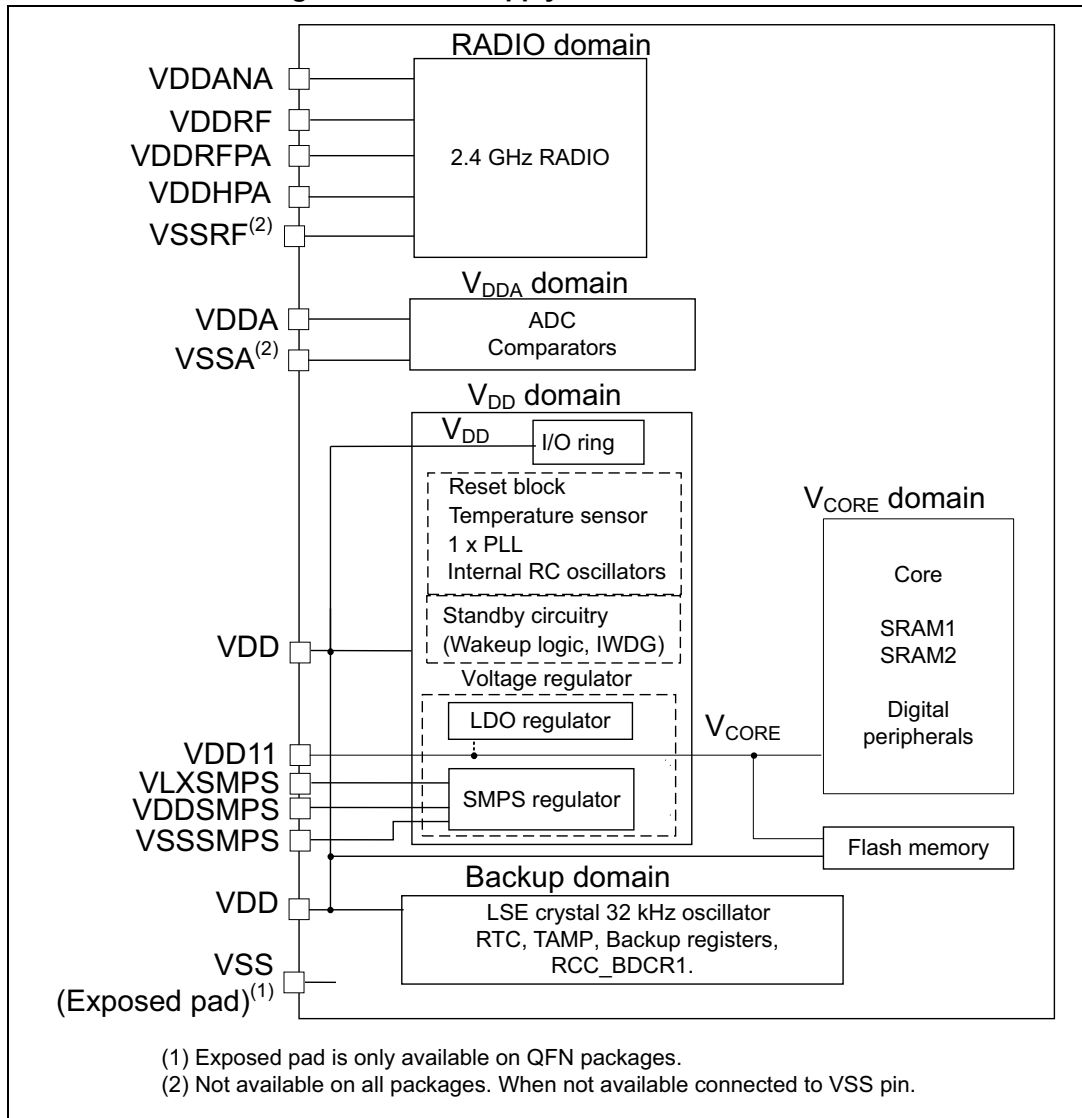 RADIO domain
VDDANA
VDDRF
VDDRFPA
2.4 GHz RADIO
VDDHPA
VSSRF(2)
VDDA domain
VDDA
ADC
Comparators
VSSA(2)
VDD domain
VDD
I/O ring
Reset block
Temperature sensor
1 x PLL
Internal RC oscillators
Standby circuitry
(Wakeup logic, IWDG)
VDD
Voltage regulator
LDO regulator
VCORE
VDD11
VLXSMPS
VDDSMPS
SMPS regulator
VSSSMPS
VCORE domain
Core
SRAM1
SRAM2
Digital
peripherals
Flash memory
Backup domain
VDD
LSE crystal 32 kHz oscillator
RTC, TAMP, Backup registers,
RCC_BDCR1.
VSS
(Exposed pad)(1)
(1) Exposed pad is only available on QFN packages.
(2) Not available on all packages. When not available connected to VSS pin.